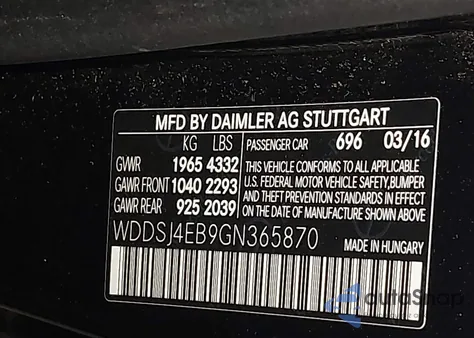 MFD BY DAIMLER AG STUTTGART
KG LBS PASSENGER CAR 696 03/16
GVWR 1965 4332 THIS VEHICLE CONFORMS TO ALL APPLICABLE
GAWR FRONT 1040 2293 U.S. FEDERAL MOTOR VEHICLE SAFETY,BUMPER
AND THEFT PREVENTION STANDARDS IN EFFECT
GAWR REAR 925 2039 ON THE DATE OF MANUFACTURE SHOWN ABOVE
WDDSJ4EB9GN365870 MADE IN HUNGARY
autoSnap